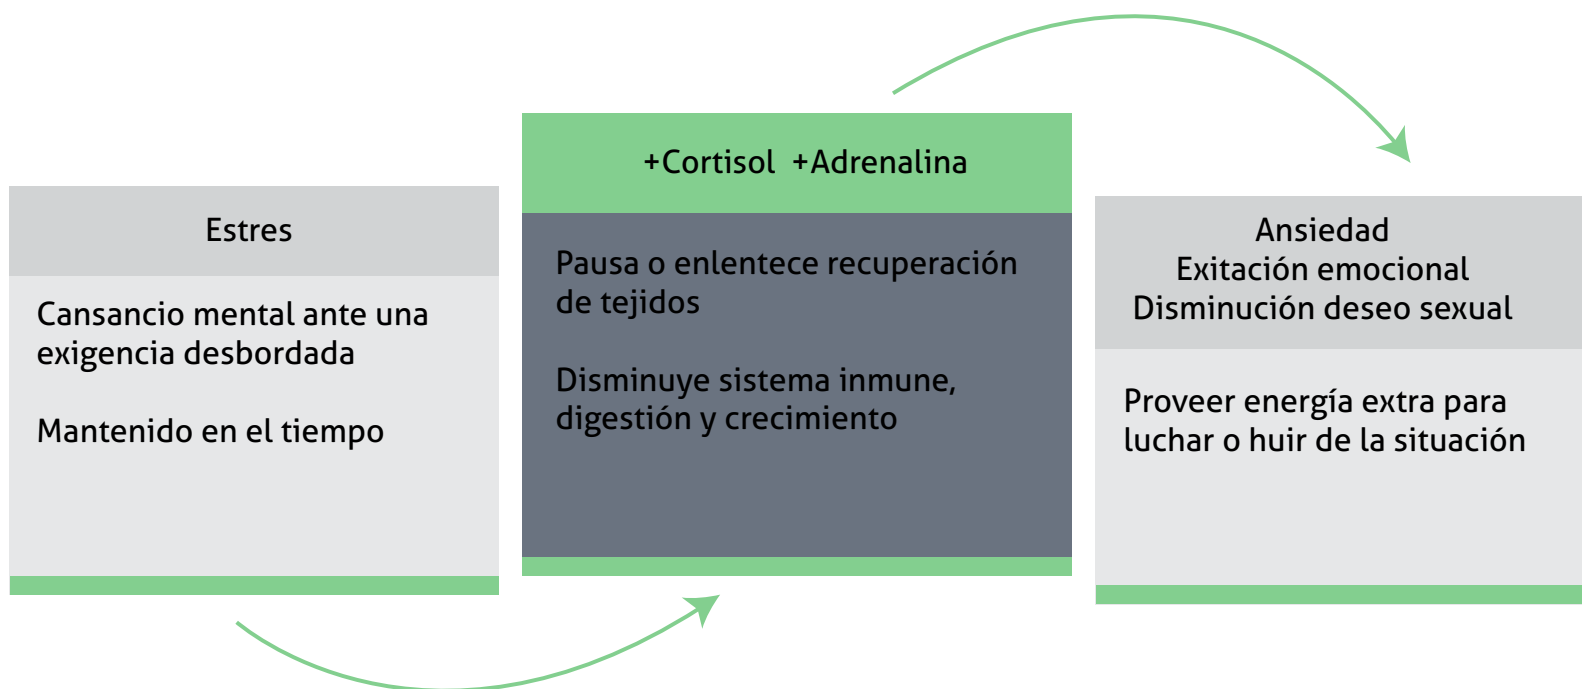 Estres
Cansancio mental ante una
exigencia desbordada
Mantenido en el tiempo
+Cortisol +Adrenalina
Pausa o enlentece recuperación
de tejidos
Disminuye sistema inmune,
digestión y crecimiento
Ansiedad
Exitación emocional
Disminución deseo sexual
Proveer energía extra para
luchar o huir de la situación